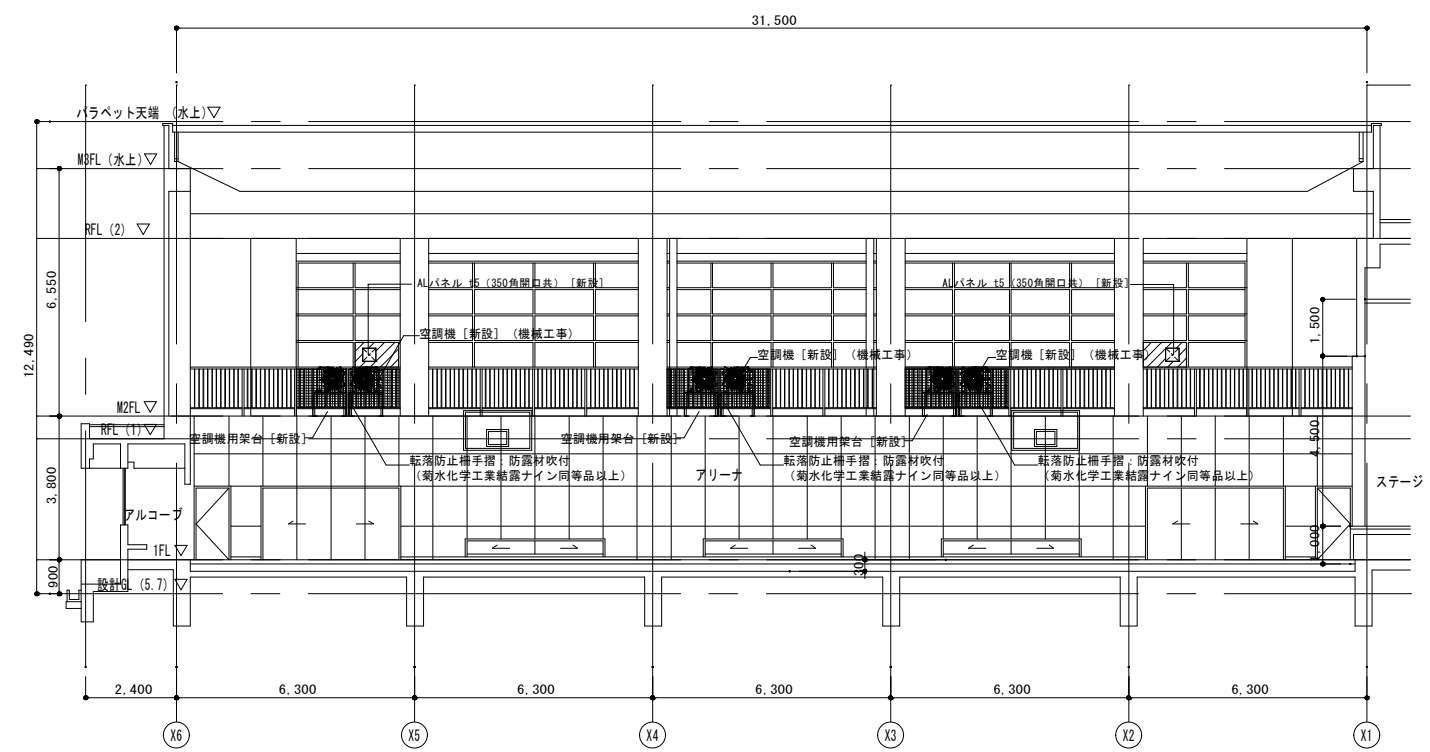 31,500
パラペット天端 (水上)▽
M3FL (水上)▽
RFL (2) ▽
6,550
12,490
ALパネル t5 (350角開口共) [新設]
ALパネル t5 (350角開口共) [新設]
1,500
空調機 [新設] (機械工事)
空調機 [新設] (機械工事)
空調機 [新設] (機械工事)
M2FL ▽
RFL (1) ▽
空調機用架台 [新設]
空調機用架台 [新設]
空調機用架台 [新設]
4,500
転落防止柵手摺：防露材吹付
(菊水化学工業結露ナイン同等品以上)
転落防止柵手摺：防露材吹付
(菊水化学工業結露ナイン同等品以上)
転落防止柵手摺：防露材吹付
(菊水化学工業結露ナイン同等品以上)
アリーナ
ステージ
3,800
アルコーブ
1FL ▽
1,000
300
900
設計GL (5.7) ▽
2,400
6,300
6,300
6,300
6,300
6,300
X6
X5
X4
X3
X2
X1